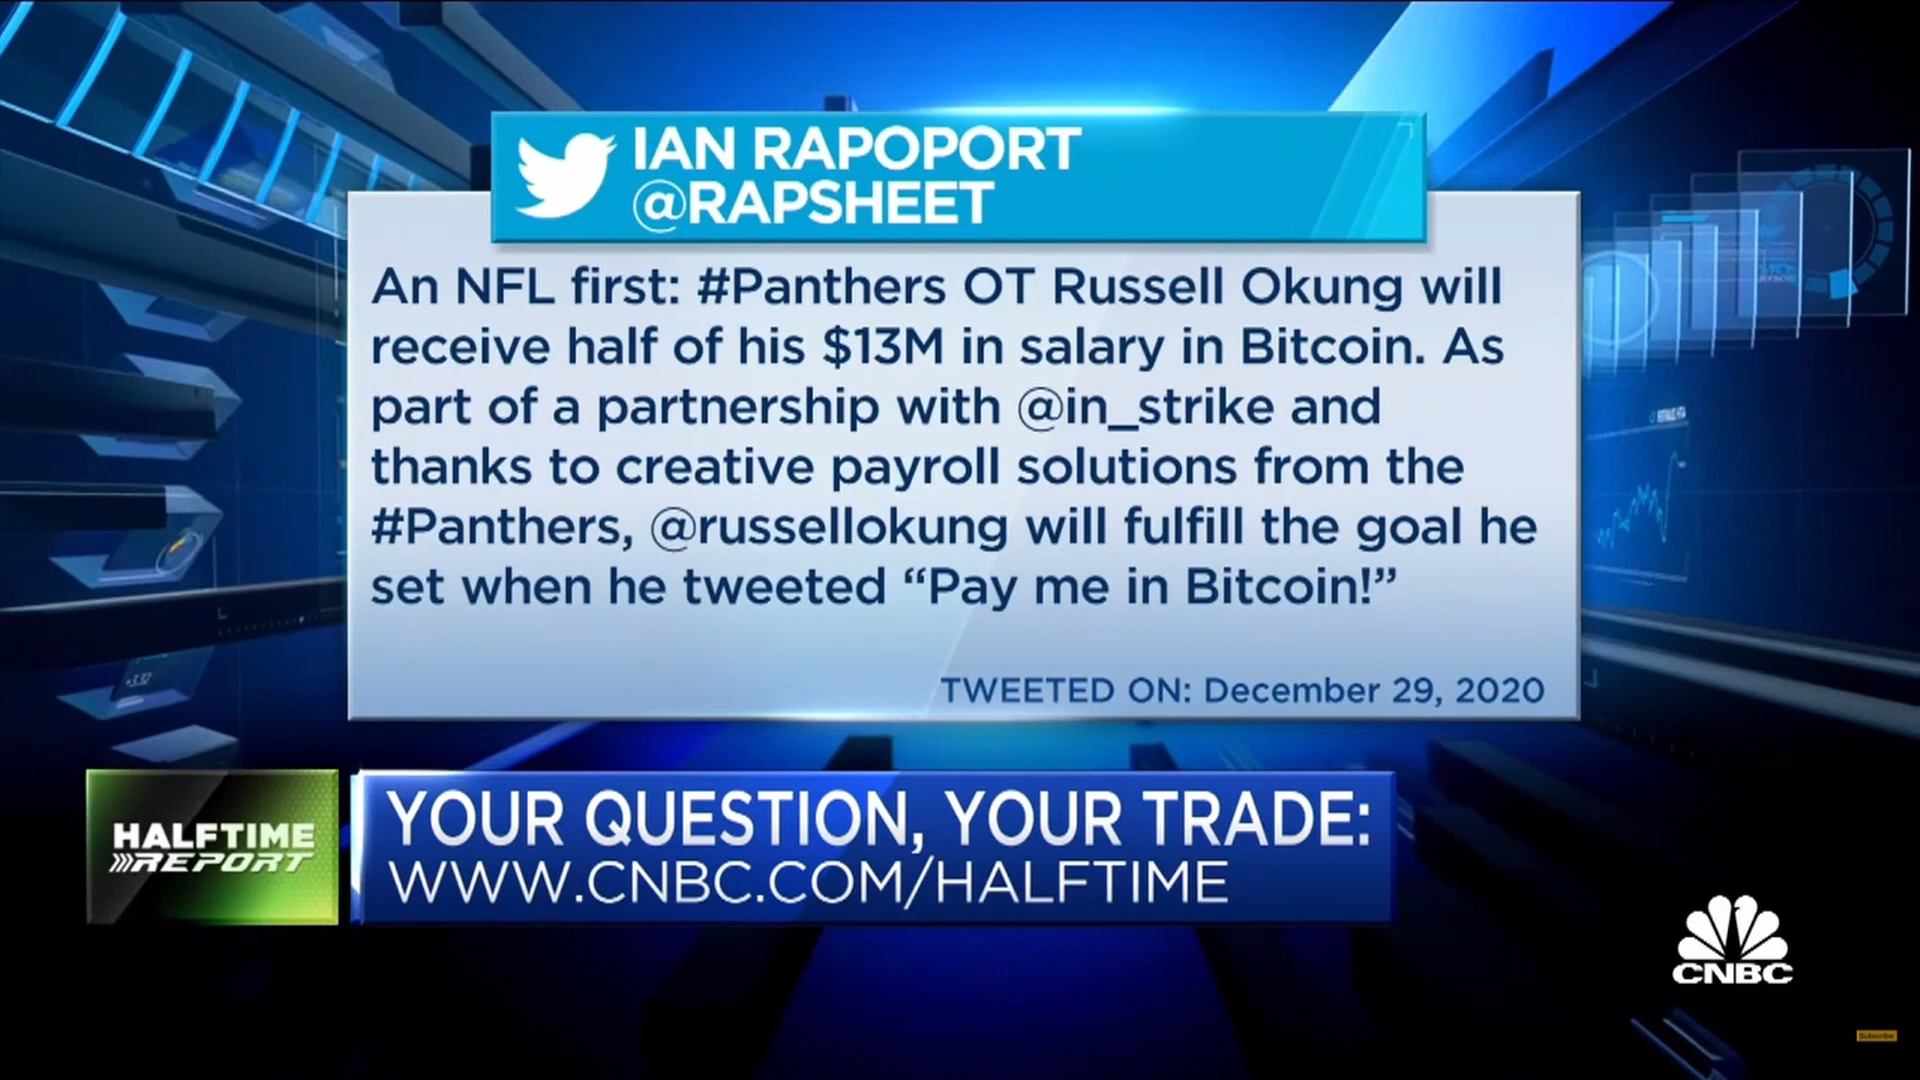 IAN RAPOPORT
@RAPSHEET
An NFL first: #Panthers OT Russell Okung will
receive half of his $13M in salary in Bitcoin. As
part of a partnership with @in_strike and
thanks to creative payroll solutions from the
#Panthers, @russellokung will fulfill the goal he
set when he tweeted “Pay me in Bitcoin!”
TWEETED ON: December 29, 2020
+3.32
HALFTIME
REPORT
YOUR QUESTION, YOUR TRADE:
WWW.CNBC.COM/HALFTIME
CNBC
Subscribe